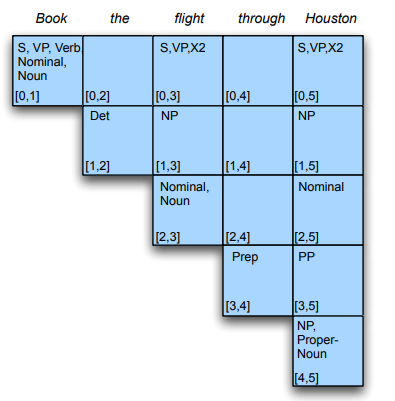 Book the flight through Houston
S, VP, Verb, Nominal, Noun
[0,1]
[0,2]
S,VP,X2
[0,3]
[0,4]
S,VP,X2
[0,5]
Det
[1,2]
NP
[1,3]
[1,4]
NP
[1,5]
Nominal,
Noun
[2,3]
[2,4]
Nominal
[2,5]
Prep
[3,4]
PP
[3,5]
NP,
Proper-
Noun
[4,5]